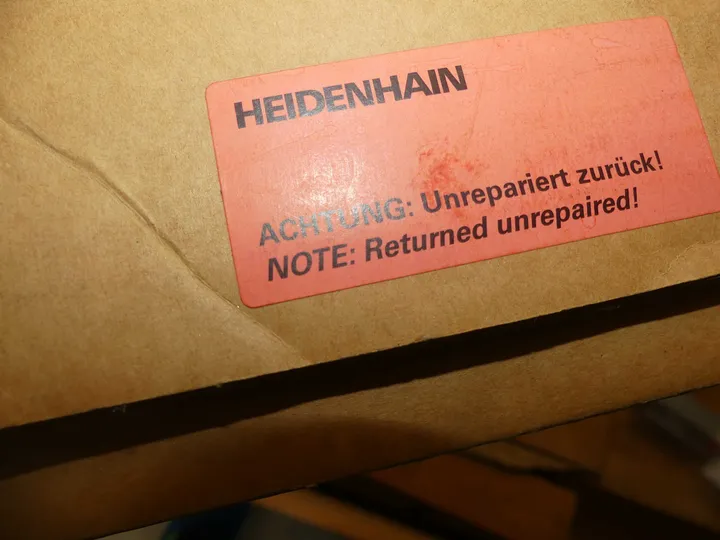 HEIDENHAIN
ACHTUNG: Unrepariert zurück!
NOTE: Returned unrepaired!